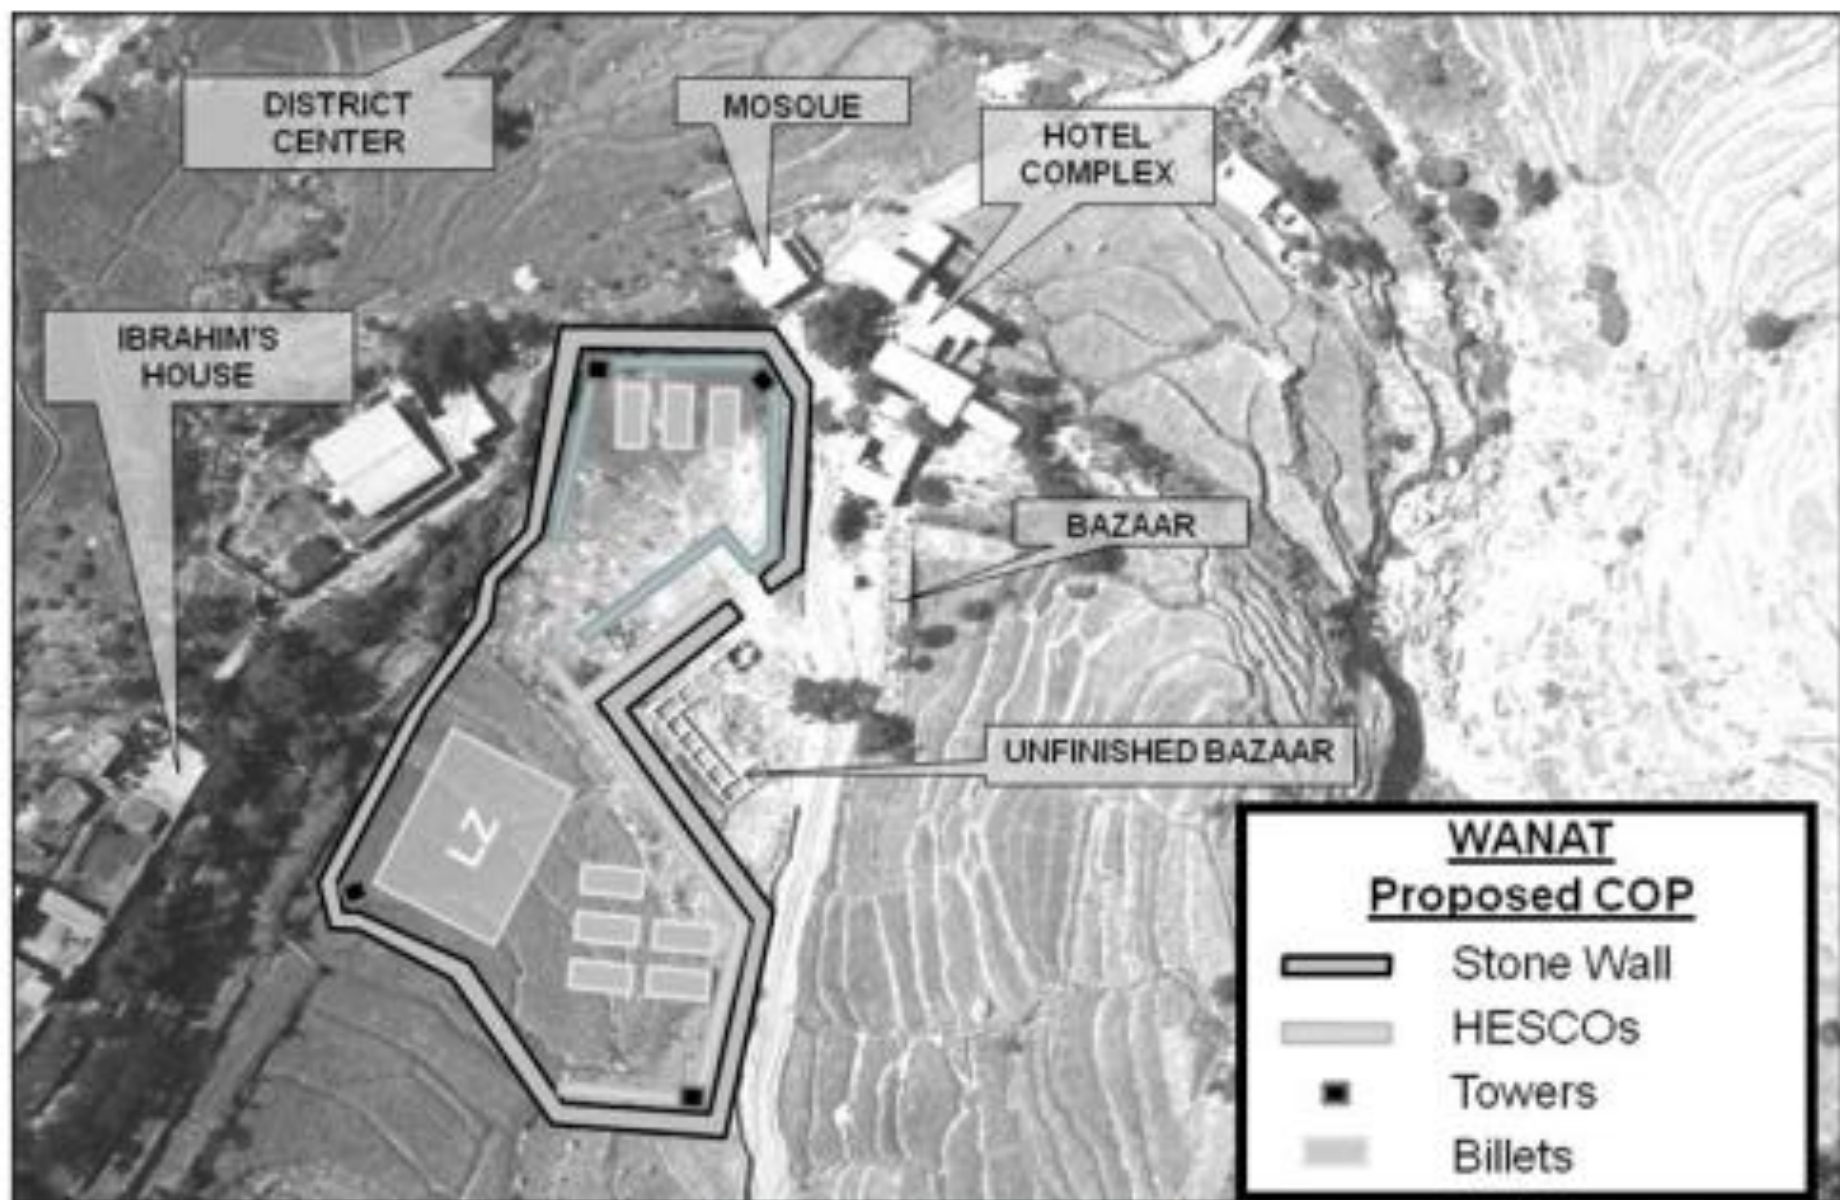 DISTRICT
CENTER
MOSQUE
HOTEL
COMPLEX
IBRAHIM'S
HOUSE
BAZAAR
UNFINISHED BAZAAR
LZ
WANAT
Proposed COP
Stone Wall
HESCOs
Towers
Billets